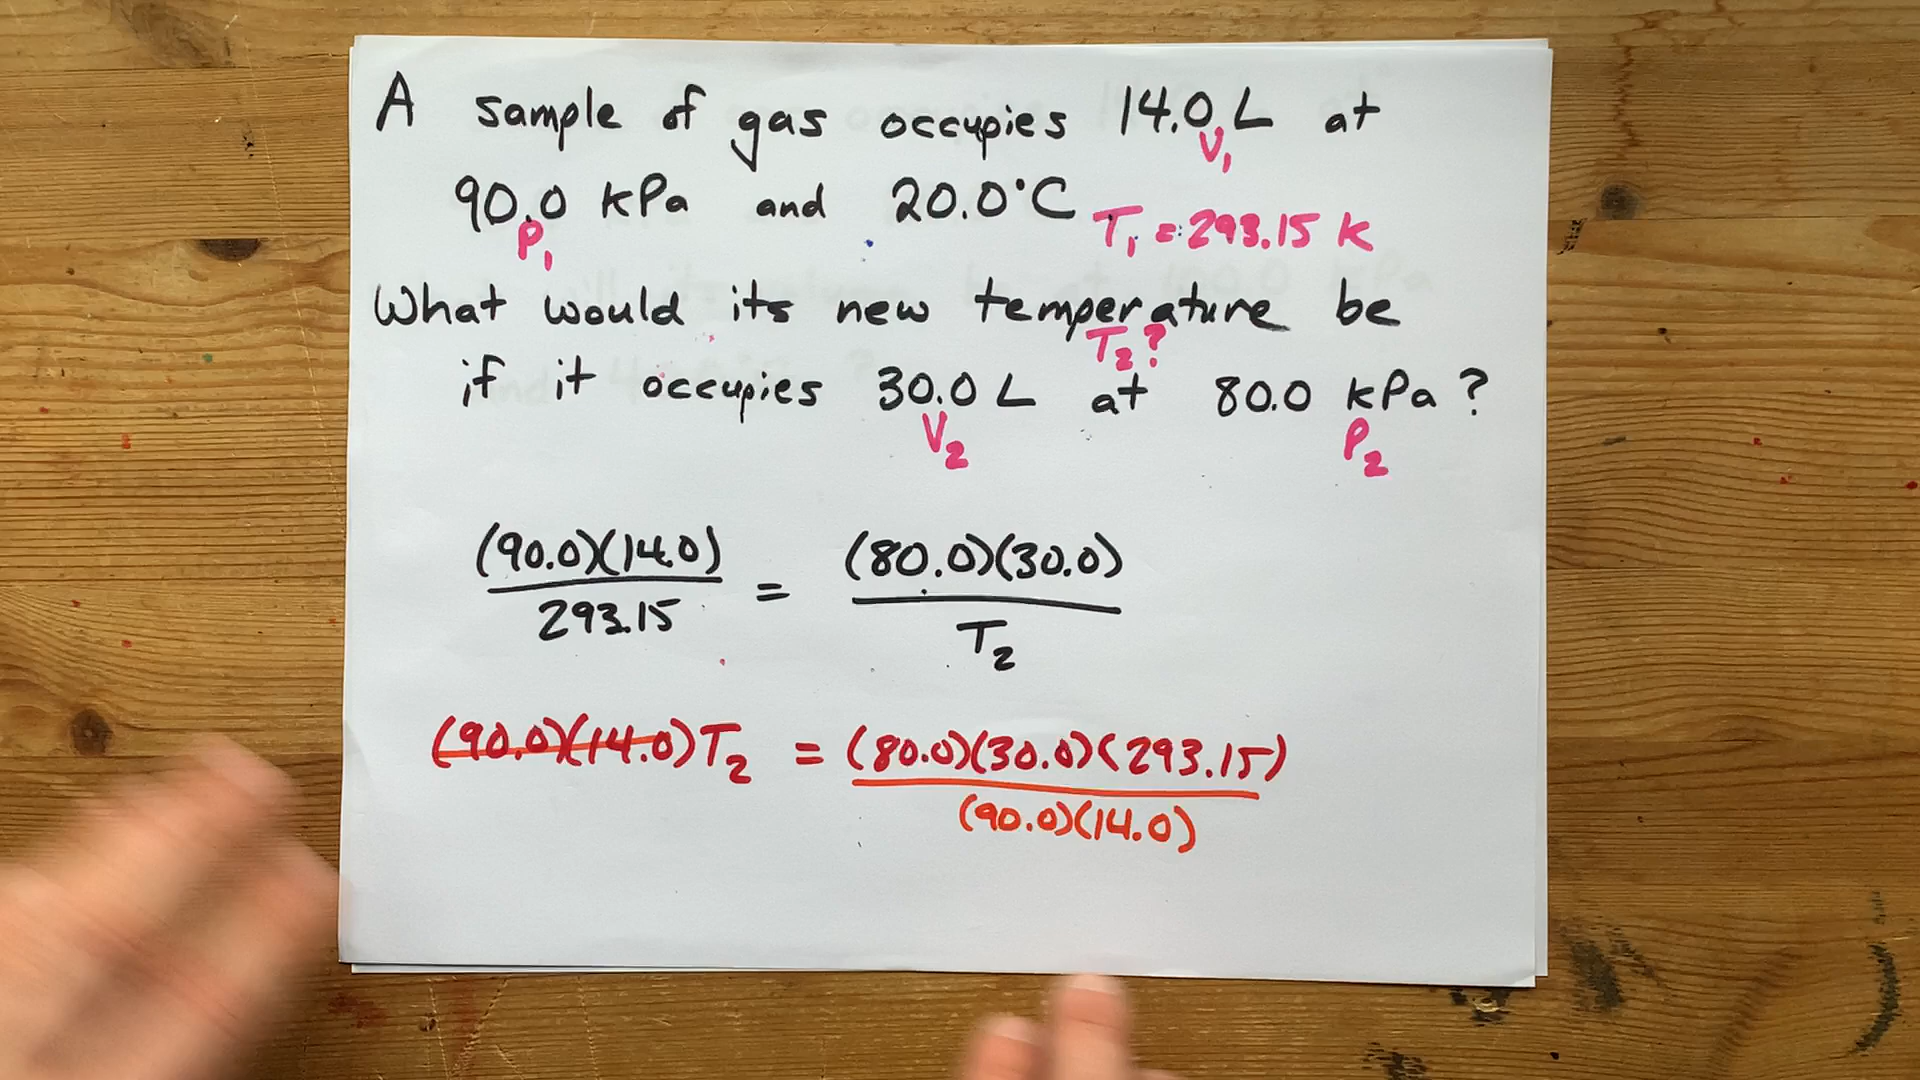 A sample of gas occupies 14.0 L at
V₁
90.0 kPa and 20.0°C T₁ = 293.15 K
P₁
What would its new temperature be
T₂?
if it occupies 30.0 L at 80.0 kPa?
V₂ P₂
(90.0)(14.0) / 293.15 = (80.0)(30.0) / T₂
(90.0)(14.0)T₂ = (80.0)(30.0)(293.15)
(90.0)(14.0)